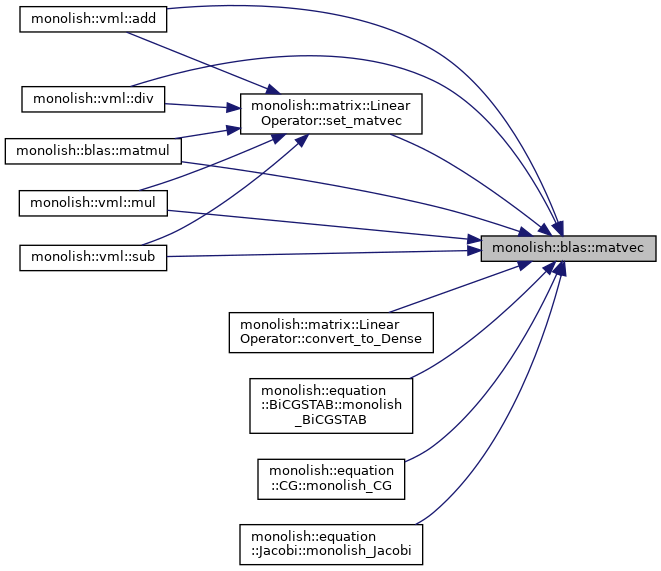 monolish::vml::add
monolish::vml::div
monolish::matrix::Linear
Operator::set_matvec
monolish::blas::matmul
monolish::vml::mul
monolish::vml::sub
monolish::blas::matvec
monolish::matrix::Linear
Operator::convert_to_Dense
monolish::equation
::BiCGSTAB::monolish
_BiCGSTAB
monolish::equation
::CG::monolish_CG
monolish::equation
::Jacobi::monolish_Jacobi